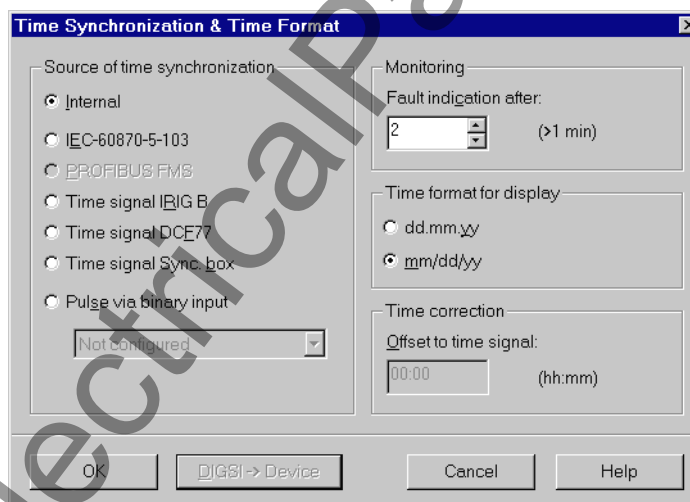 Time Synchronization & Time Format
Source of time synchronization
Internal
IEC-60870-5-103
PROFIBUS FMS
Time signal IRIG B
Time signal DCF77
Time signal Sync. box
Pulse via binary input
Not configured
Monitoring
Fault indication after:
2 (>1 min)
Time format for display
dd.mm.yy
mm/dd/yy
Time correction
Offset to time signal:
00:00 (hh:mm)
OK DIGSI -> Device Cancel Help